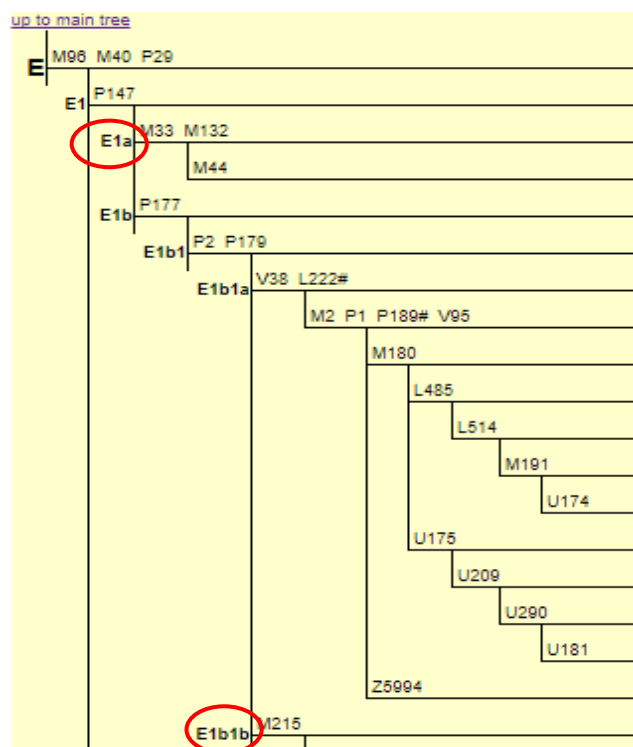 up to main tree
E M96 M40 P29
E1 P147
E1a M33 M132
M44
E1b P177
E1b1 P2 P179
E1b1a V38 L222#
M2 P1 P189# V95
M180
L485
L514
M191
U174
U175
U209
U290
U181
Z5994
E1b1b M215